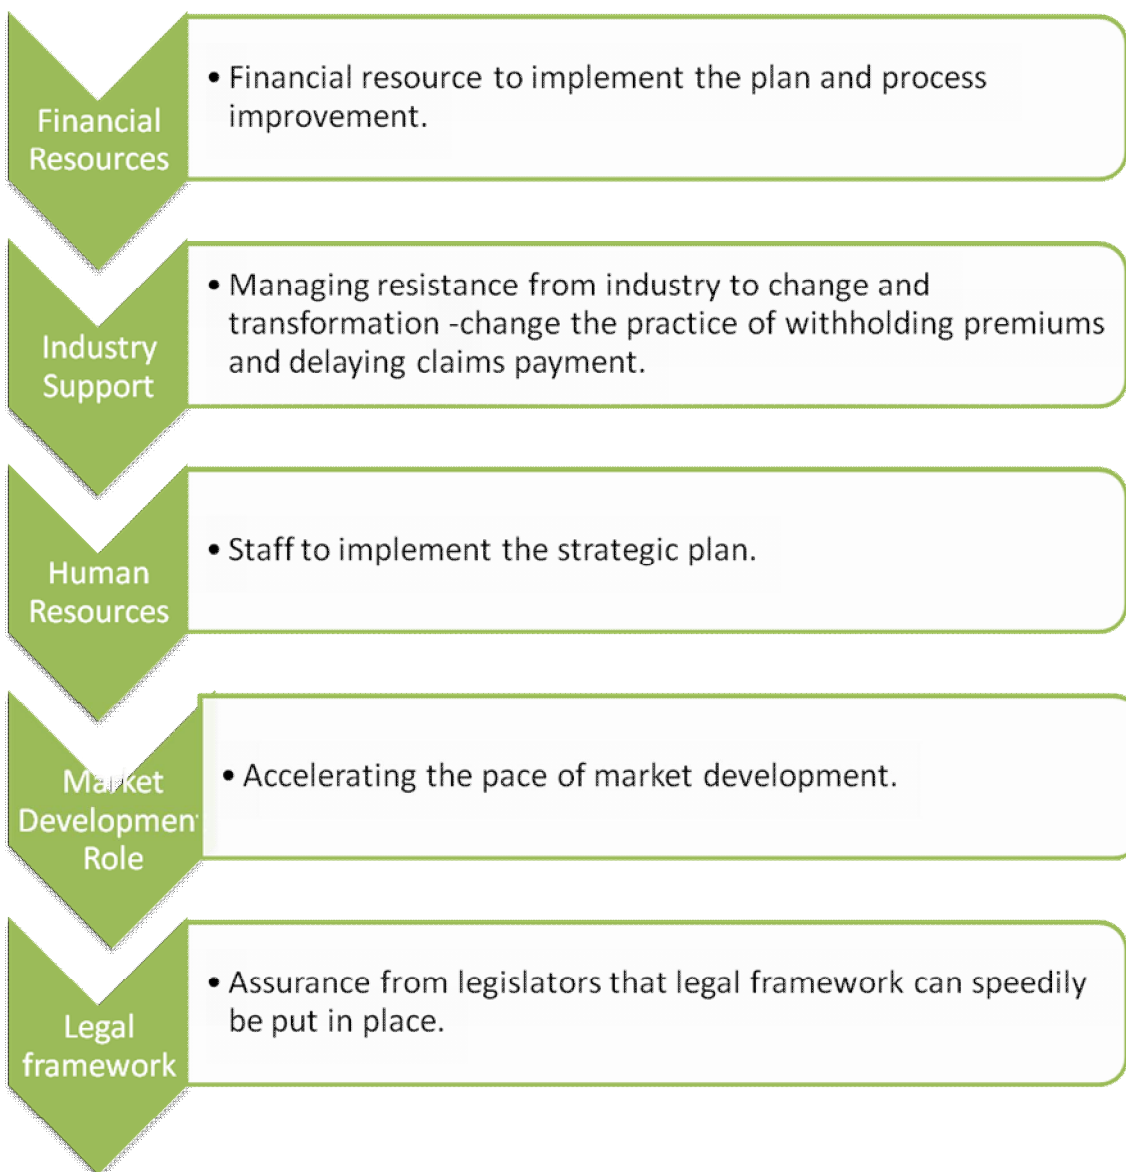 Financial
Resources
• Financial resource to implement the plan and process
improvement.
Industry
Support
• Managing resistance from industry to change and
transformation -change the practice of withholding premiums
and delaying claims payment.
Human
Resources
• Staff to implement the strategic plan.
Market
Developmen
Role
• Accelerating the pace of market development.
Legal
framework
• Assurance from legislators that legal framework can speedily
be put in place.